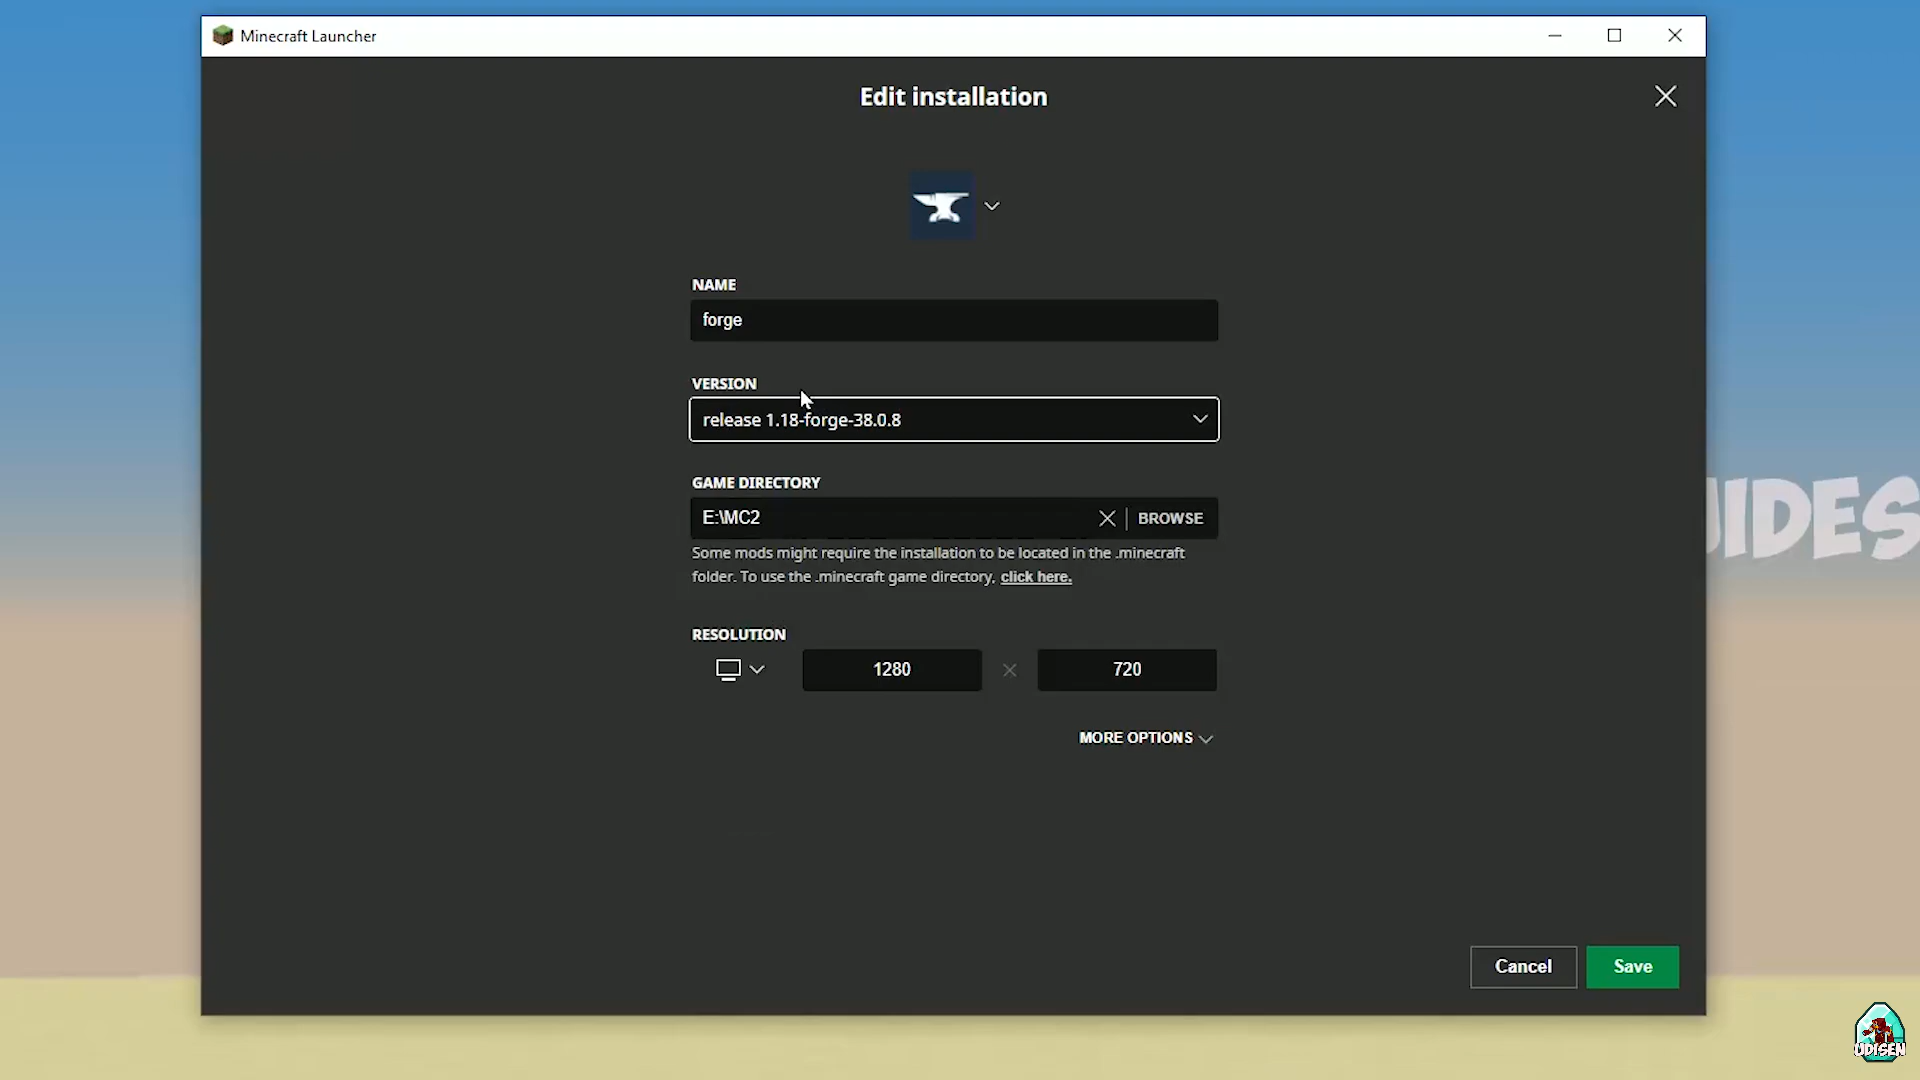 Minecraft Launcher
Edit installation
NAME
forge
VERSION
release 1.18-forge-38.0.8
GAME DIRECTORY
E:\MC2
BROWSE
Some mods might require the installation to be located in the .minecraft
folder. To use the .minecraft game directory, click here.
RESOLUTION
1280
720
MORE OPTIONS
Cancel
Save
UDISEN